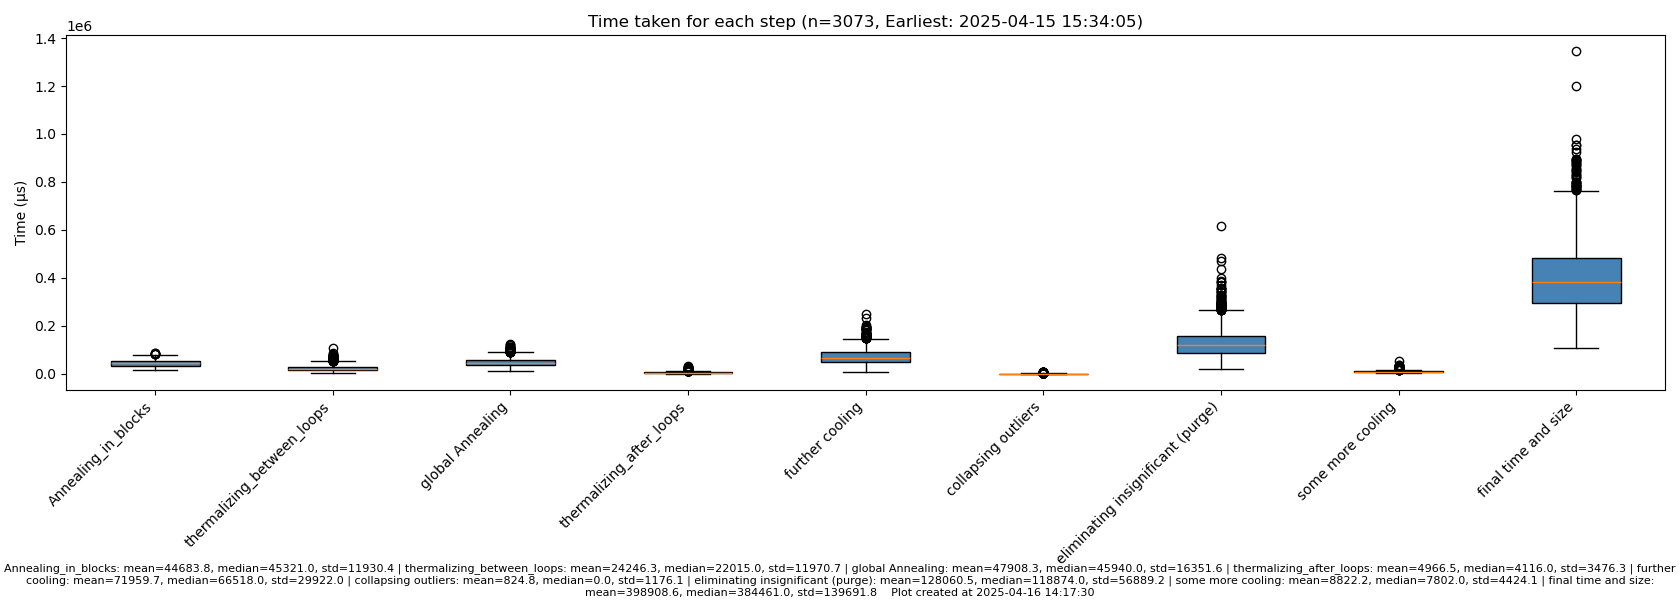 Time taken for each step (n=3073, Earliest: 2025-04-15 15:34:05)
1e6
1.4
1.2
1.0
0.8
0.6
0.4
0.2
0.0
Time (µs)
Annealing_in_blocks
thermalizing_between_loops
global Annealing
thermalizing_after_loops
further cooling
collapsing outliers
eliminating insignificant (purge)
some more cooling
final time and size
Annealing_in_blocks: mean=44683.8, median=45321.0, std=11930.4 | thermalizing_between_loops: mean=24246.3, median=22015.0, std=11970.7 | global Annealing: mean=47908.3, median=45940.0, std=16351.6 | thermalizing_after_loops: mean=4966.5, median=4116.0, std=3476.3 | further
cooling: mean=71959.7, median=66518.0, std=29922.0 | collapsing outliers: mean=824.8, median=0.0, std=1176.1 | eliminating insignificant (purge): mean=128060.5, median=118874.0, std=56889.2 | some more cooling: mean=8822.2, median=7802.0, std=4424.1 | final time and size:
mean=398908.6, median=384461.0, std=139691.8    Plot created at 2025-04-16 14:17:30